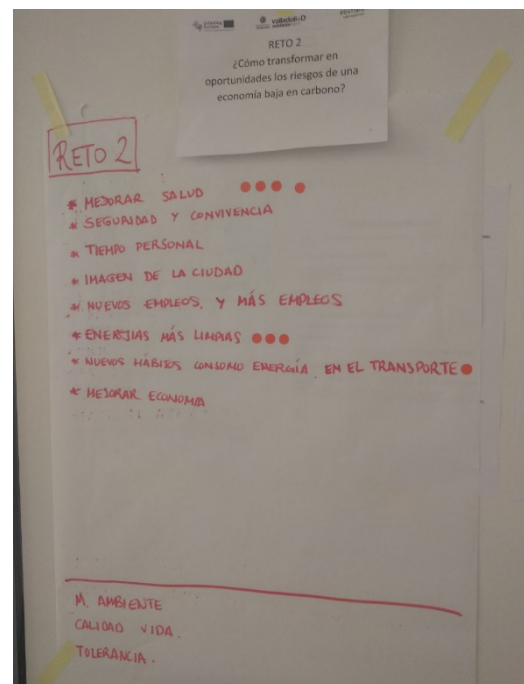 valladoliD
RETO 2
¿Cómo transformar en
oportunidades los riesgos de una
economía baja en carbono?
RETO 2
* MEJORAR SALUD
* SEGURIDAD Y CONVIVENCIA
* TIEMPO PERSONAL
* IMAGEN DE LA CIUDAD
* NUEVOS EMPLEOS, Y MÁS EMPLEOS
* ENERGÍAS MÁS LIMPIAS
* NUEVOS HÁBITOS CONSUMO ENERGÍA EN EL TRANSPORTE
* MEJORAR ECONOMIA
M. AMBIENTE
CALIDAD VIDA.
TOLERANCIA.